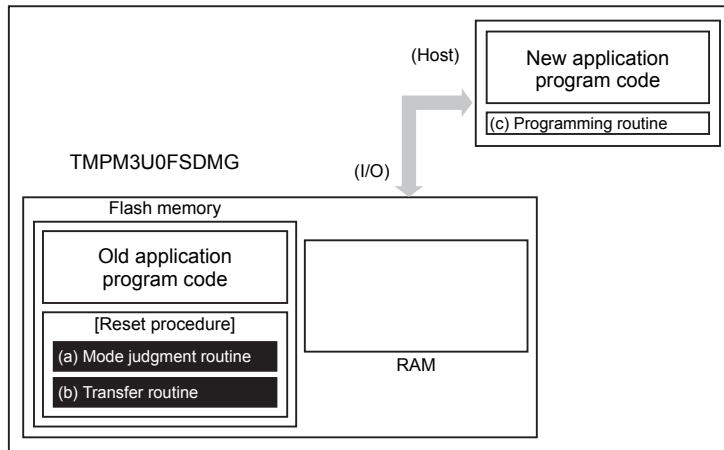 (Host)
New application
program code
(c) Programming routine
TMPM3U0FSDMG
(I/O)
Flash memory
Old application
program code
[Reset procedure]
(a) Mode judgment routine
(b) Transfer routine
RAM